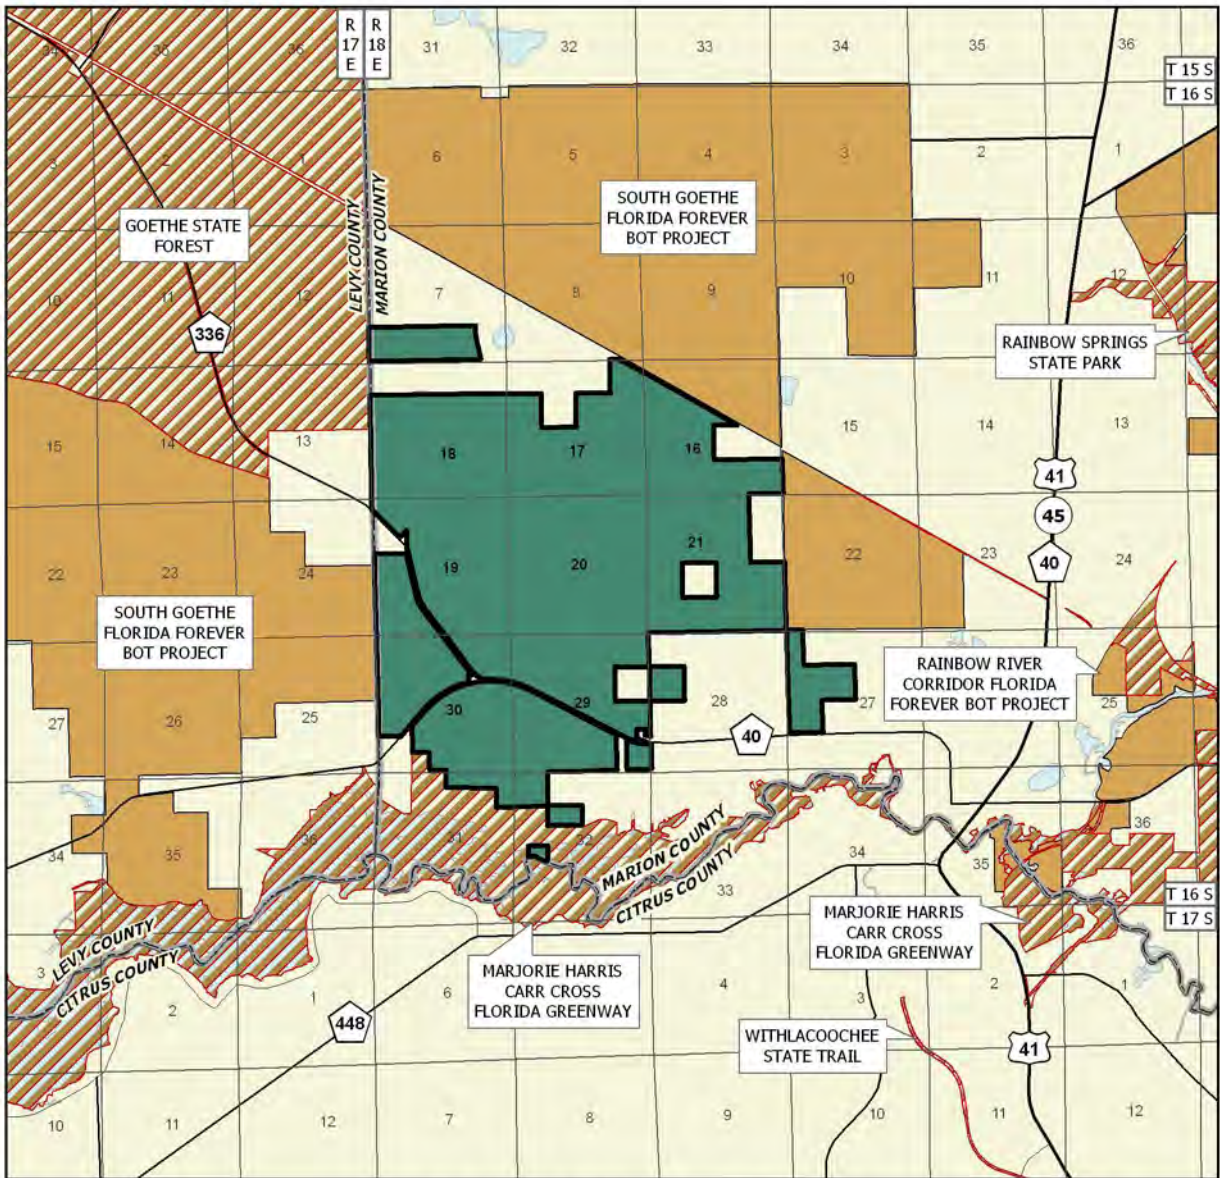 R R
17 18
E E
34 35 36 31 32 33 34 35 36
T 15 S
T 16 S
3 2 1 6 5 4 3 2 1
GOETHE STATE
FOREST
SOUTH GOETHE
FLORIDA FOREVER
BOT PROJECT
LEVY COUNTY
MARION COUNTY
10 11 12 7 8 9 10 11 12
336
RAINBOW SPRINGS
STATE PARK
15 14 13 18 17 16 15 14 13
41
45
40
22 23 24 19 20 21 22 23 24
SOUTH GOETHE
FLORIDA FOREVER
BOT PROJECT
RAINBOW RIVER
CORRIDOR FLORIDA
FOREVER BOT PROJECT
27 26 25 30 29 28 27 25
40
34 35 36 31 32 33 34 35 36
MARION COUNTY
CITRUS COUNTY
T 16 S
T 17 S
MARJORIE HARRIS
CARR CROSS
FLORIDA GREENWAY
LEVY COUNTY
CITRUS COUNTY
MARJORIE HARRIS
CARR CROSS
FLORIDA GREENWAY
3 2 1 6 4 3 2 1
448
WITHLACOOCHEE
STATE TRAIL
41
10 11 12 7 8 9 10 11 12